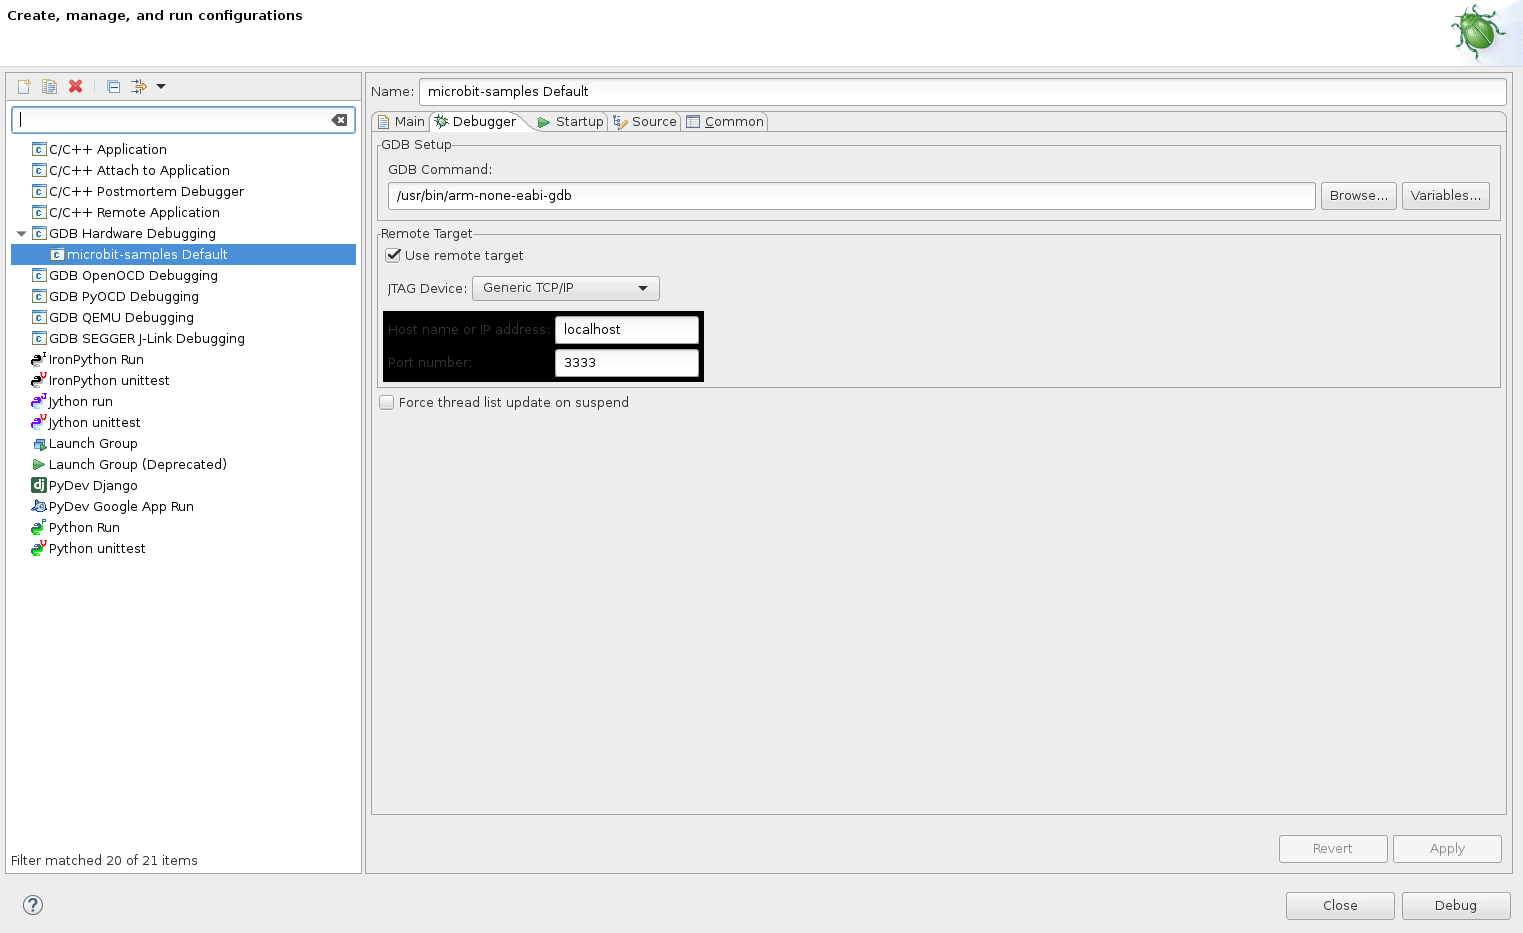 Create, manage, and run configurations
Name: microbit-samples Default
Main Debugger Startup Source Common
GDB Setup
GDB Command:
/usr/bin/arm-none-eabi-gdb Browse... Variables...
Remote Target
Use remote target
JTAG Device: Generic TCP/IP
Host name or IP address: localhost
Port number: 3333
Force thread list update on suspend
C/C++ Application
C/C++ Attach to Application
C/C++ Postmortem Debugger
C/C++ Remote Application
GDB Hardware Debugging
microbit-samples Default
GDB OpenOCD Debugging
GDB PyOCD Debugging
GDB QEMU Debugging
GDB SEGGER J-Link Debugging
IronPython Run
IronPython unittest
Jython run
Jython unittest
Launch Group
Launch Group (Deprecated)
PyDev Django
PyDev Google App Run
Python Run
Python unittest
Filter matched 20 of 21 items
Revert Apply
Close Debug